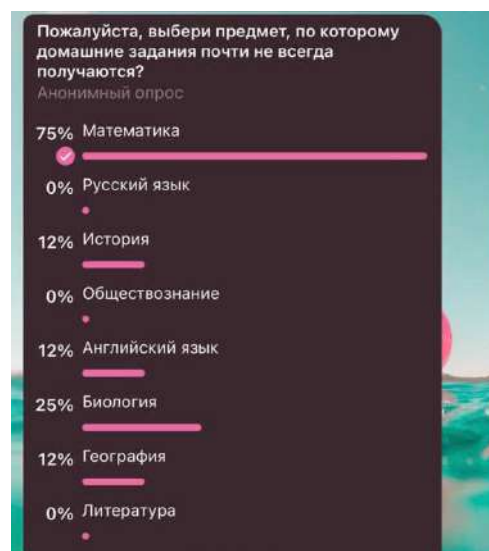 Пожалуйста, выбери предмет, по которому
домашние задания почти не всегда
получаются?
Анонимный опрос
75% Математика
0% Русский язык
12% История
0% Обществознание
12% Английский язык
25% Биология
12% География
0% Литература